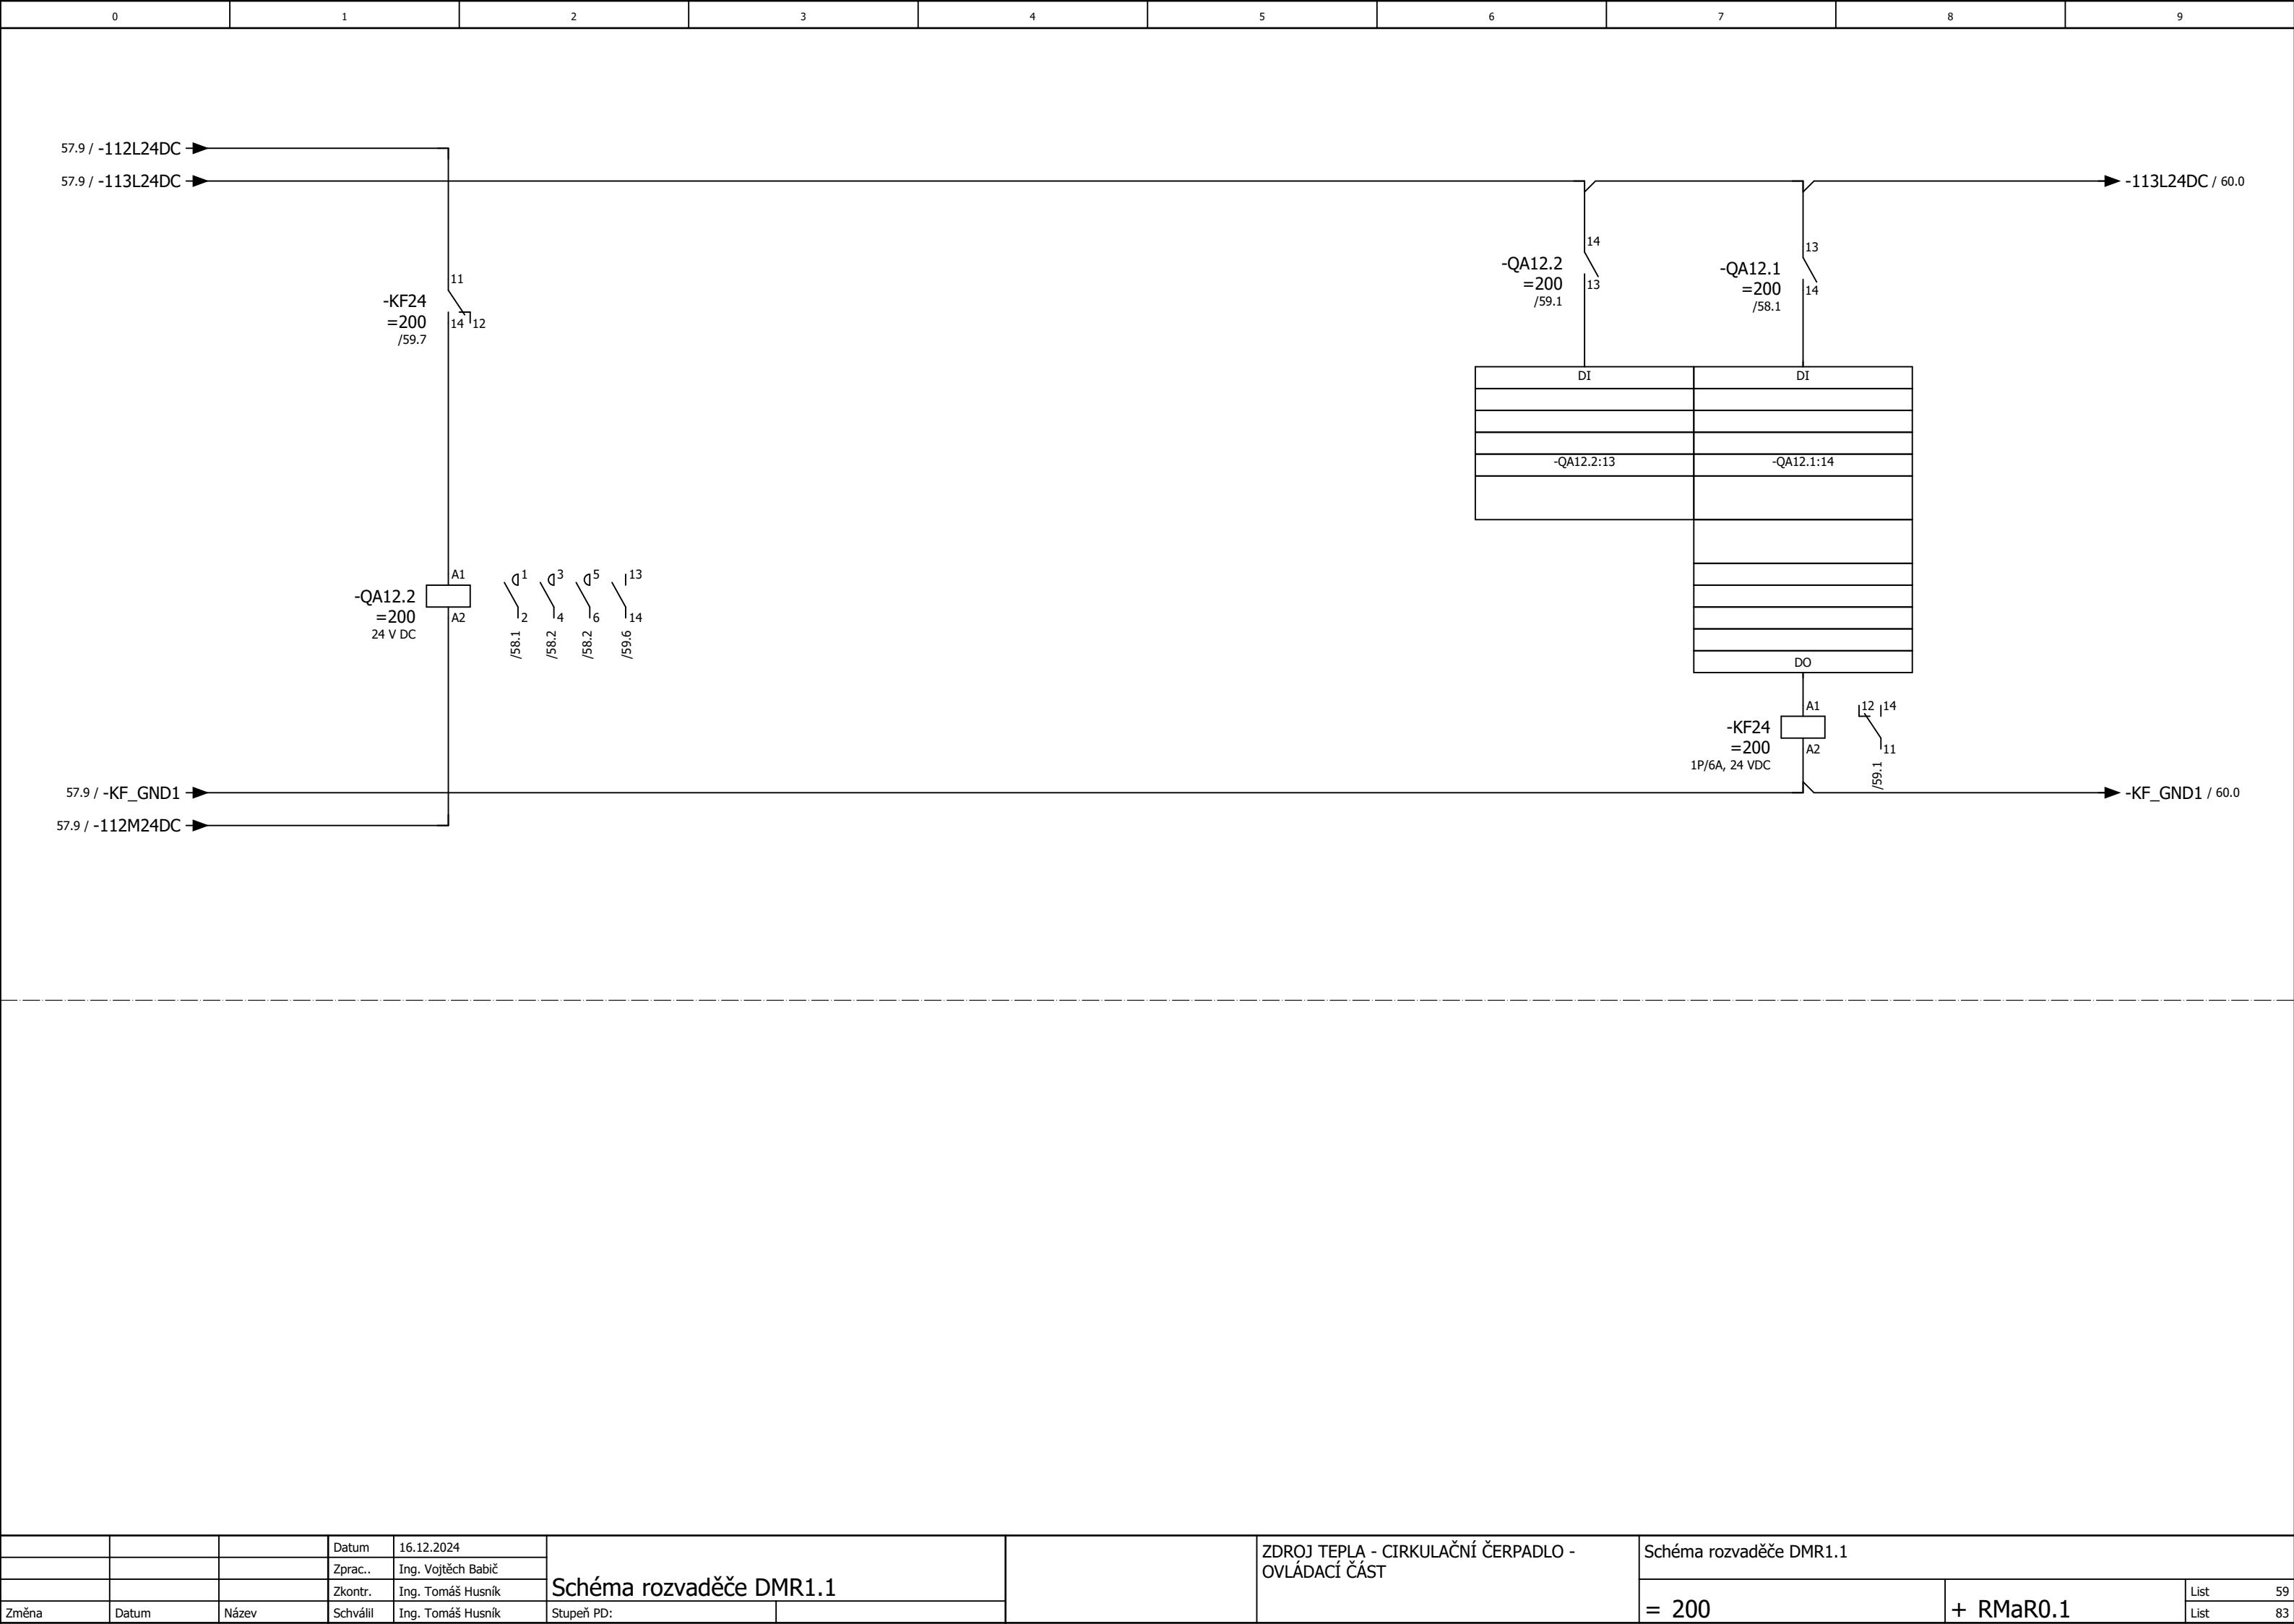 0 1 2 3 4 5 6 7 8 9
57.9 / -112L24DC
57.9 / -113L24DC
-113L24DC / 60.0
14
-QA12.2
=200
/59.1
13
13
-QA12.1
=200
/58.1
14
11
-KF24
=200
/59.7
14 12
DI DI
-QA12.2:13 -QA12.1:14
A1
-QA12.2
=200
24 V DC
A2
1 3 5 13
2 4 6 14
/58.1 /58.2 /58.2 /59.6
DO
A1
-KF24
=200
1P/6A, 24 VDC
A2
12 14
11
/59.1
57.9 / -KF_GND1
-KF_GND1 / 60.0
57.9 / -112M24DC
Datum 16.12.2024
Zprac.. Ing. Vojtěch Babič
Zkontr. Ing. Tomáš Husník
Změna Datum Název Schválil Ing. Tomáš Husník
Schéma rozvaděče DMR1.1
Stupeň PD:
ZDROJ TEPLA - CIRKULAČNÍ ČERPADLO -
OVLÁDACÍ ČÁST
Schéma rozvaděče DMR1.1
= 200
+ RMaR0.1
List 59
List 83